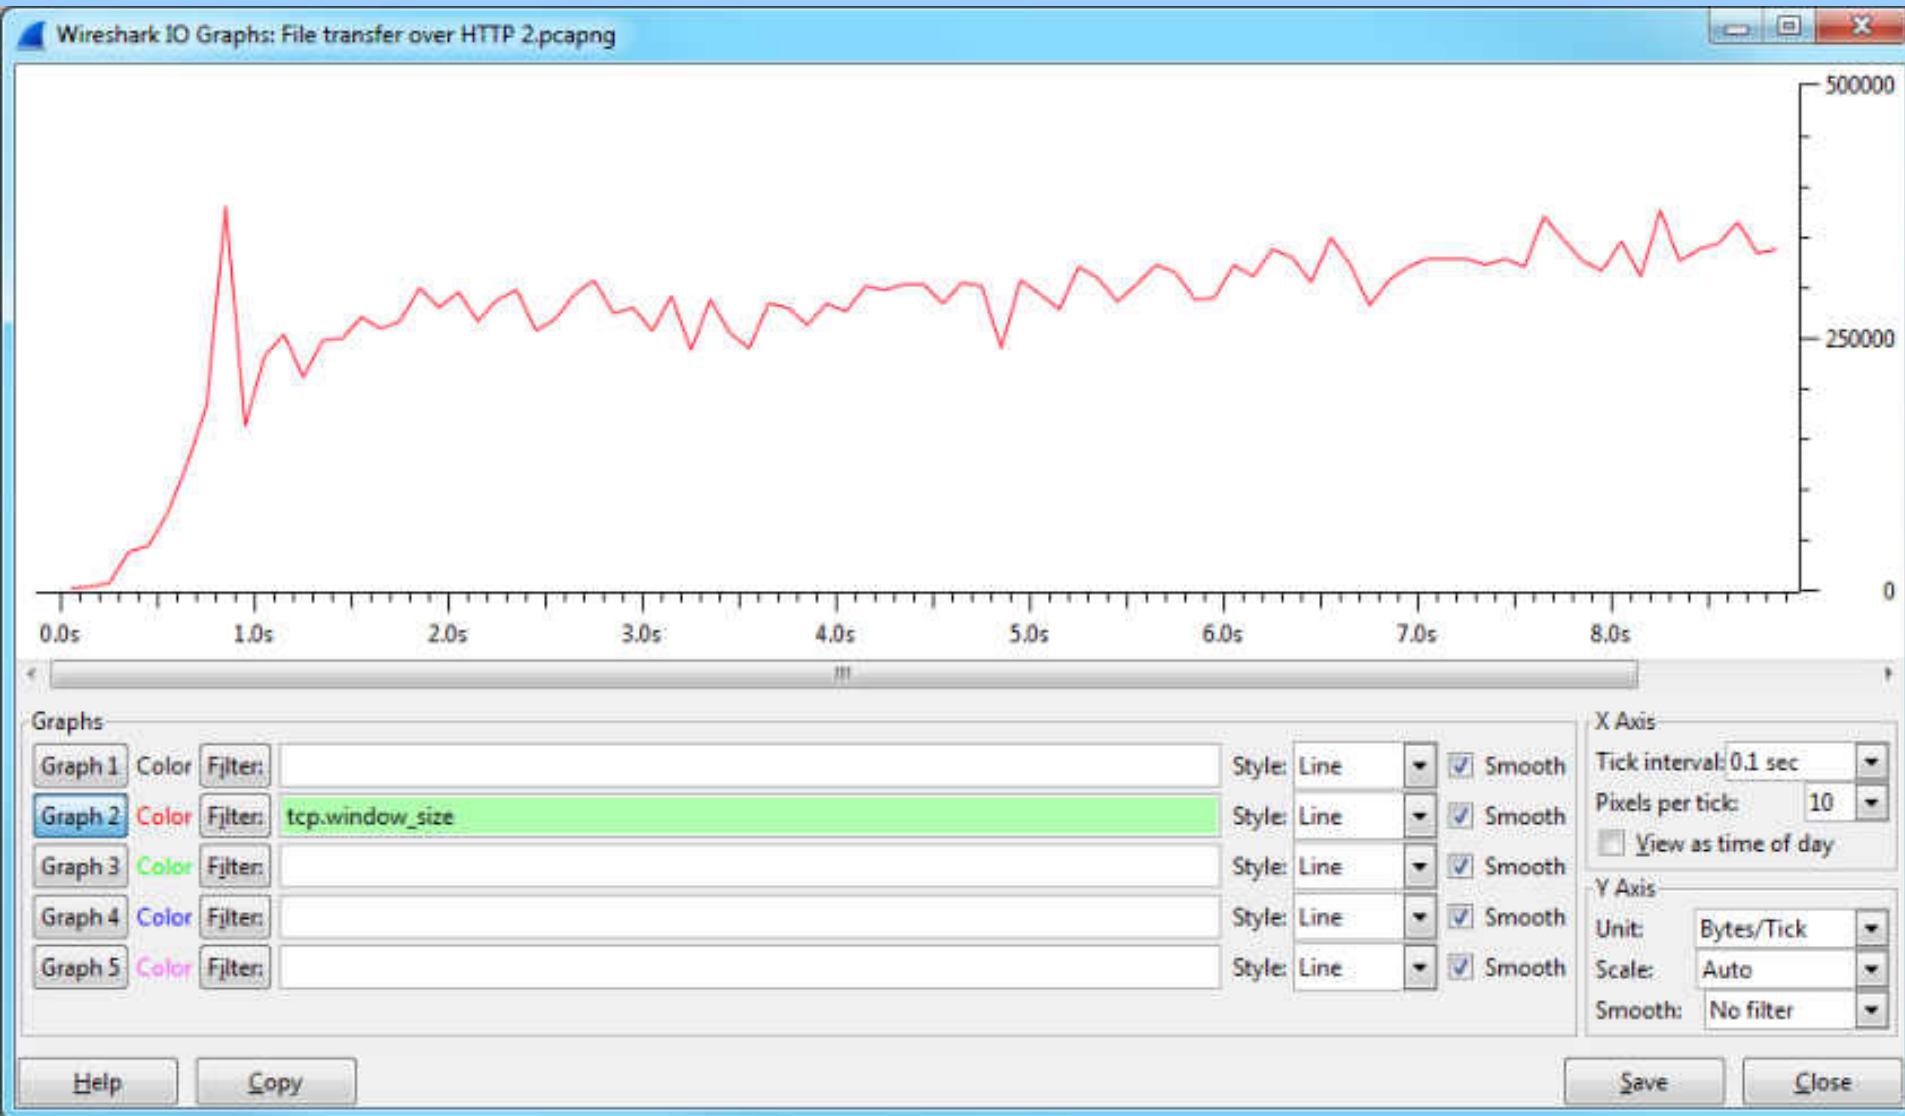 Wireshark IO Graphs: File transfer over HTTP 2.pcapng
500000
250000
0
0.0s 1.0s 2.0s 3.0s 4.0s 5.0s 6.0s 7.0s 8.0s
Graphs
Graph 1 Color Filter: Style: Line Smooth
Graph 2 Color Filter: tcp.window_size Style: Line Smooth
Graph 3 Color Filter: Style: Line Smooth
Graph 4 Color Filter: Style: Line Smooth
Graph 5 Color Filter: Style: Line Smooth
X Axis
Tick interval: 0.1 sec
Pixels per tick: 10
View as time of day
Y Axis
Unit: Bytes/Tick
Scale: Auto
Smooth: No filter
Help Copy Save Close